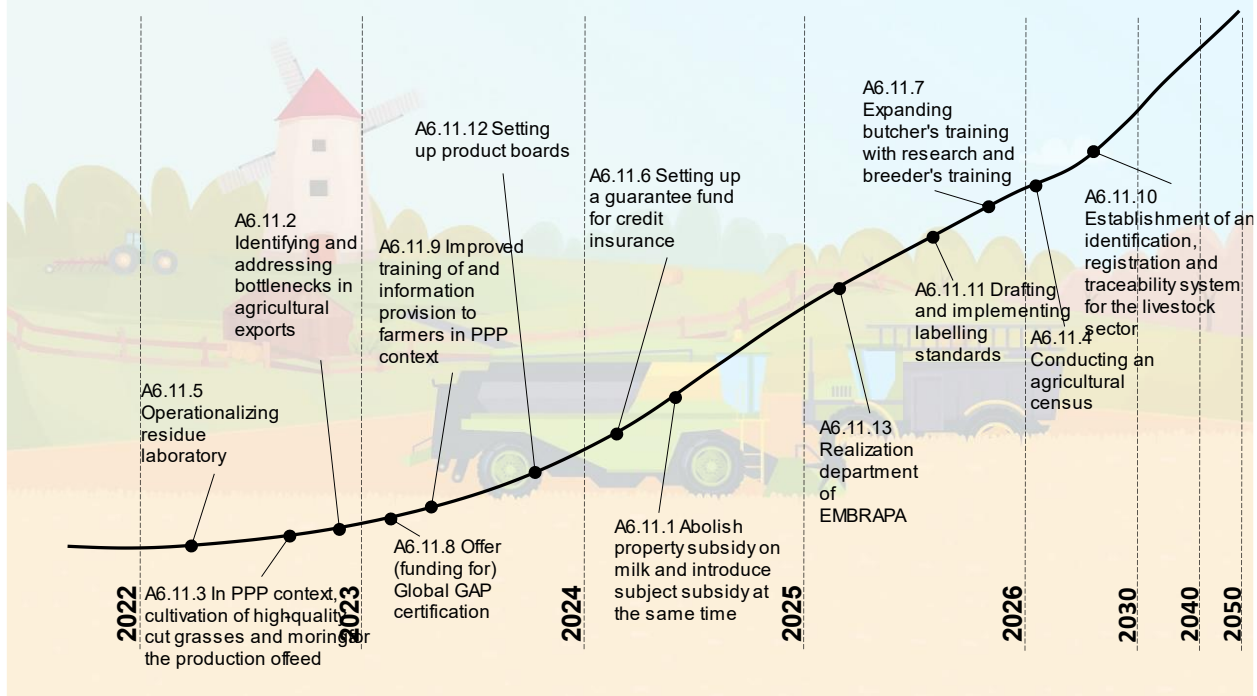 A6.11.7
Expanding
butcher's training
with research and
breeder's training
A6.11.12 Setting
up product boards
A6.11.6 Setting up
a guarantee fund
for credit
insurance
A6.11.10
Establishment of an
identification,
registration and
traceability system
for the livestock
sector
A6.11.2
Identifying and
addressing
bottlenecks in
agricultural
exports
A6.11.9 Improved
training of and
information
provision to
farmers in PPP
context
A6.11.11 Drafting
and implementing
labelling
standards
A6.11.4
Conducting an
agricultural
census
A6.11.5
Operationalizing
residue
laboratory
A6.11.13
Realization
department
of
EMBRAPA
A6.11.1 Abolish
property subsidy on
milk and introduce
subject subsidy at
the same time
A6.11.8 Offer
(funding for)
Global GAP
certification
A6.11.3 In PPP context,
cultivation of high-quality
cut grasses and moringa for
the production of feed
2022
2023
2024
2025
2026
2030
2040
2050